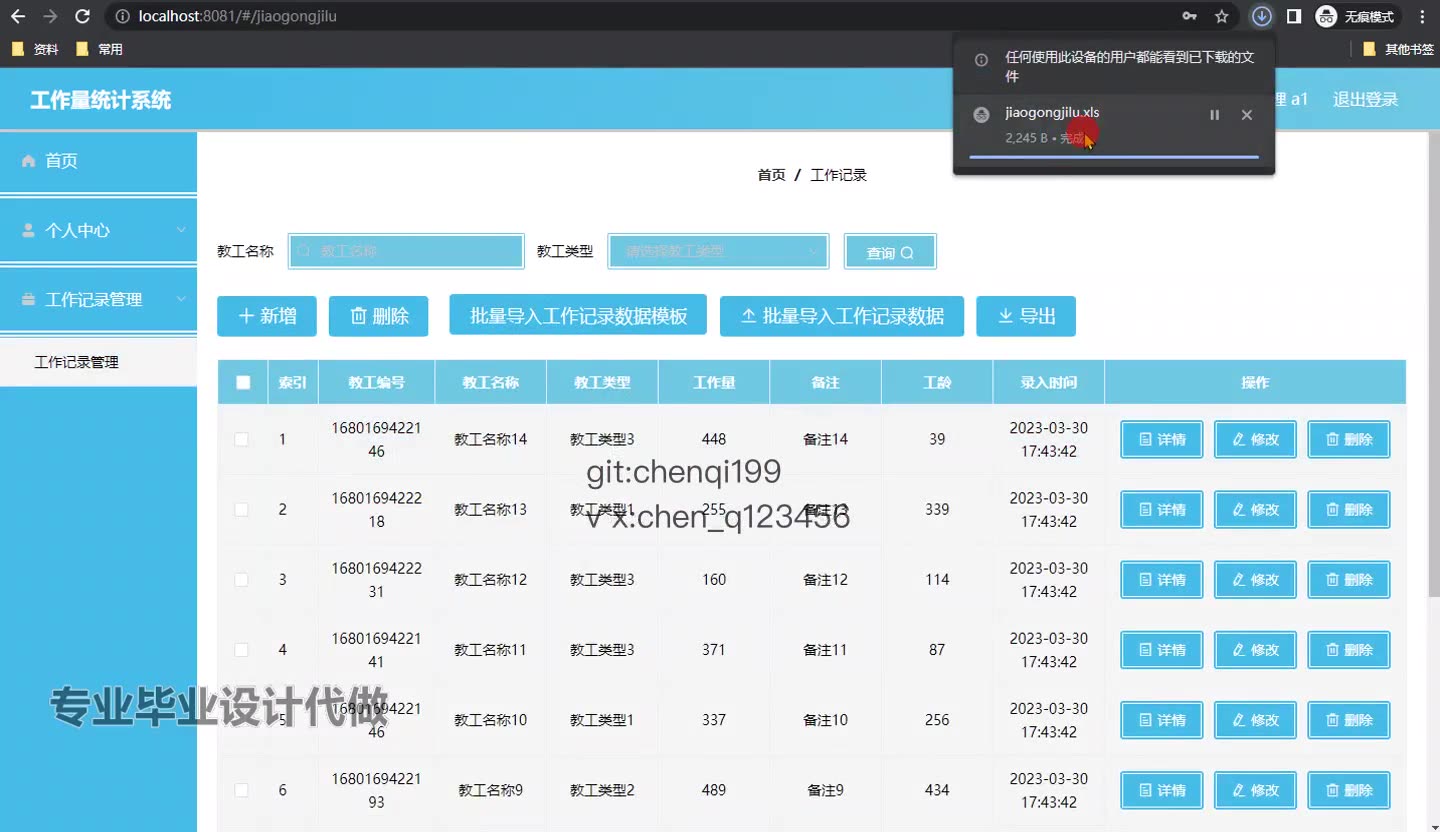 localhost:8081/#/jiaogongjilu
无痕模式
资料
常用
其他书签
任何使用此设备的用户都能看到已下载的文件
jiaogongjilu.xls
2,245 B • 完成
工作量统计系统
理 a1
退出登录
首页
个人中心
工作记录管理
工作记录管理
首页 / 工作记录
教工名称
教工名称
教工类型
请选择教工类型
查询
新增
删除
批量导入工作记录数据模板
批量导入工作记录数据
导出
索引 教工编号 教工名称 教工类型 工作量 备注 工龄 录入时间 操作
1 1680169422146 教工名称14 教工类型3 448 备注14 39 2023-03-30 17:43:42 详情 修改 删除
git:chenqi199
2 1680169422218 教工名称13 教工类型1 255 备注13 339 2023-03-30 17:43:42 详情 修改 删除
v x:chen_q123456
3 1680169422231 教工名称12 教工类型3 160 备注12 114 2023-03-30 17:43:42 详情 修改 删除
4 1680169422141 教工名称11 教工类型3 371 备注11 87 2023-03-30 17:43:42 详情 修改 删除
专业毕业设计代做
5 1680169422146 教工名称10 教工类型1 337 备注10 256 2023-03-30 17:43:42 详情 修改 删除
6 1680169422193 教工名称9 教工类型2 489 备注9 434 2023-03-30 17:43:42 详情 修改 删除